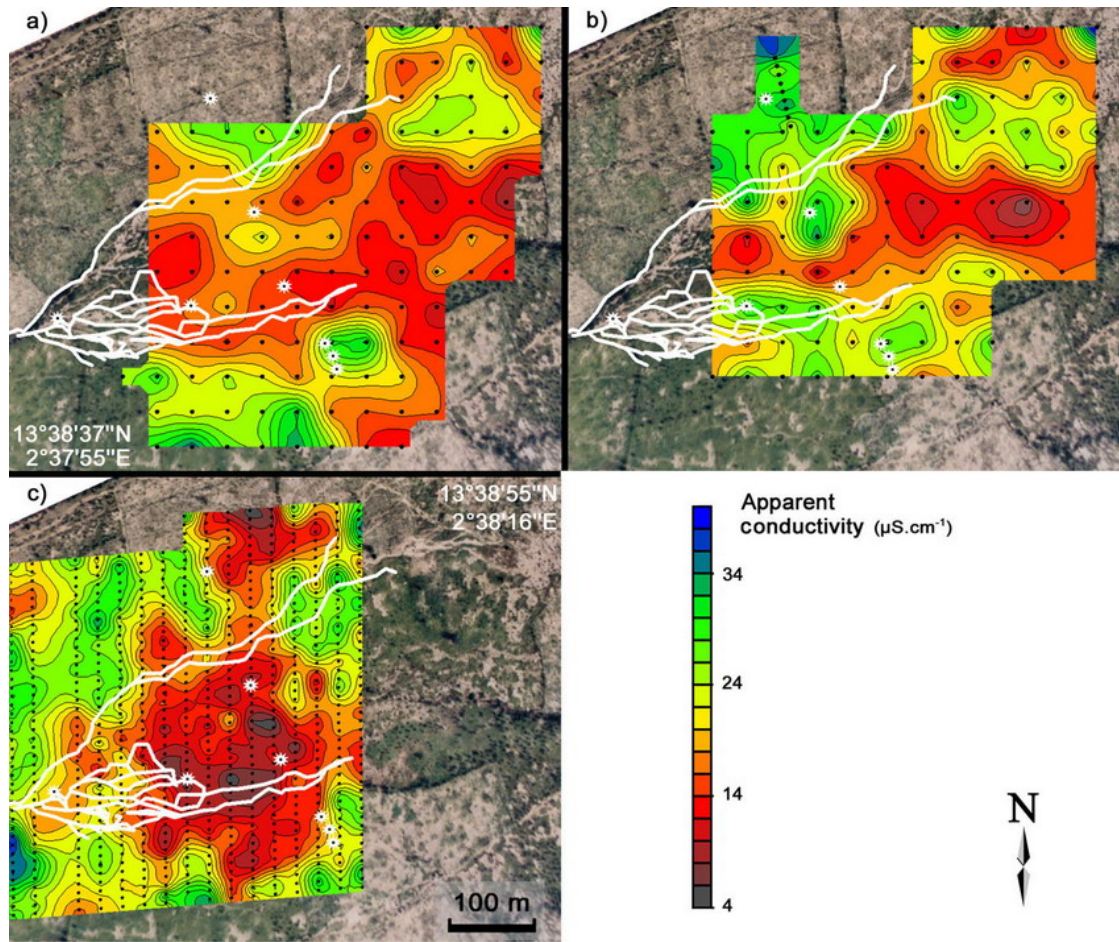 a)
b)
13°38'37"N
2°37'55"E
c)
13°38'55"N
2°38'16"E
100 m
Apparent
conductivity (µS.cm⁻¹)
34
24
14
4
N